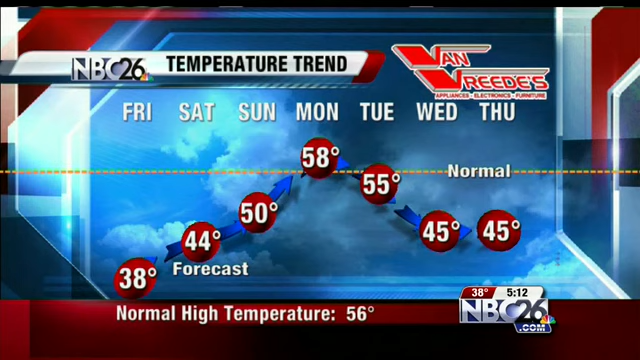 NBC26 TEMPERATURE TREND
VAN
VREEDE'S
APPLIANCES - ELECTRONICS - FURNITURE
FRI SAT SUN MON TUE WED THU
58°
Normal
55°
50°
44°
45° 45°
38°
Forecast
Normal High Temperature: 56°
38° 5:12
NBC26
.COM